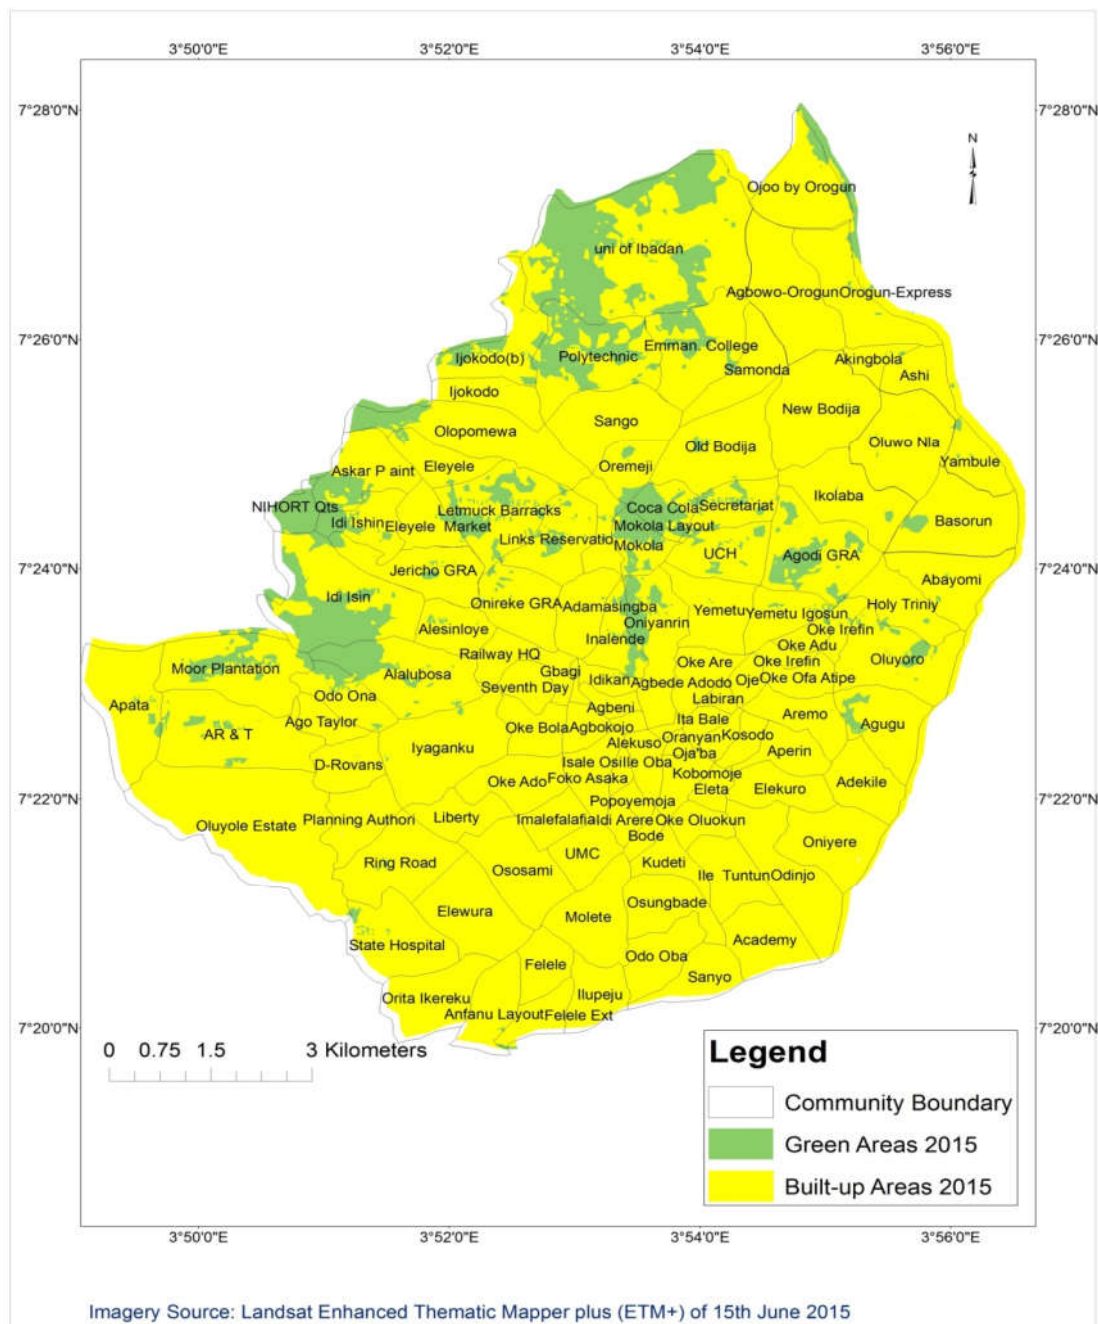 3°50'0"E 3°52'0"E 3°54'0"E 3°56'0"E
7°28'0"N 7°28'0"N
N
Ojoo by Orogun
uni of Ibadan
Agbowo-Orogun Orogun-Express
7°26'0"N 7°26'0"N
Emman. College
Ijokodo(b) Polytechnic Akingbola
Samonda Ashi
Ijokodo
New Bodija
Sango
Olopomewa
Old Bodija Oluwo Nla
Askar P aint Eleyele Oremeji Yambule
Ikolaba
NIHORT Qts Letmuck Barracks Coca Cola Secretariat
Idi Ishin Eleyele Market Mokola Layout Basorun
Links Reservatio Mokola
UCH Agodi GRA
7°24'0"N 7°24'0"N
Jericho GRA Abayomi
Idi Isin Onireke GRA Adamasingba Yemetu Yemetu Igosun Holy Triniy
Alesinloye Oniyanrin Oke Irefin
Inalende Oke Adu
Railway HQ Oke Are Oke Irefin Oluyoro
Moor Plantation Alalubosa Gbagi
Seventh Day Idikan Agbede Adodo Oje Oke Ofa Atipe
Odo Ona Labiran
Apata Agbeni Aremo
Ago Taylor Ita Bale Agugu
AR & T Oke Bola Agbokojo Oranyan Kosodo
Iyaganku Alekuso Oja'ba Aperin
D-Rovans Isale Osi Ile Oba
Oke Ado Foko Asaka Kobomoje Adekile
Eleta Elekuro
7°22'0"N Popoyemoja 7°22'0"N
Oluyole Estate Planning Authori Liberty Imalefalafia Idi Arere Oke Oluokun
Bode Oniyere
UMC
Ring Road Ososami Kudeti
Ile Tuntun Odinjo
Elewura Molete Osungbade
State Hospital Academy
Felele Odo Oba
Sanyo
Orita Ikereku Ilupeju
Anfanu Layout Felele Ext
7°20'0"N 7°20'0"N
0 0.75 1.5 3 Kilometers
Legend
Community Boundary
Green Areas 2015
Built-up Areas 2015
3°50'0"E 3°52'0"E 3°54'0"E 3°56'0"E
Imagery Source: Landsat Enhanced Thematic Mapper plus (ETM+) of 15th June 2015